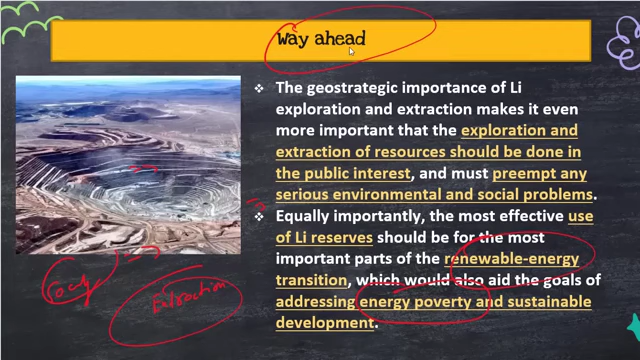 Way ahead
❖ The geostrategic importance of Li
exploration and extraction makes it even
more important that the exploration and
extraction of resources should be done in
the public interest, and must preempt any
serious environmental and social problems.
❖ Equally importantly, the most effective use
of Li reserves should be for the most
important parts of the renewable-energy
transition, which would also aid the goals of
addressing energy poverty and sustainable
development.
Extraction